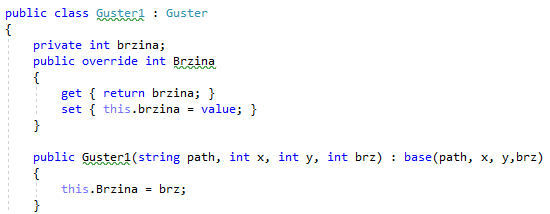 public class Guster1 : Guster
{
private int brzina;
public override int Brzina
{
get { return brzina; }
set { this.brzina = value; }
}
public Guster1(string path, int x, int y, int brz) : base(path, x, y,brz)
{
this.Brzina = brz;
}